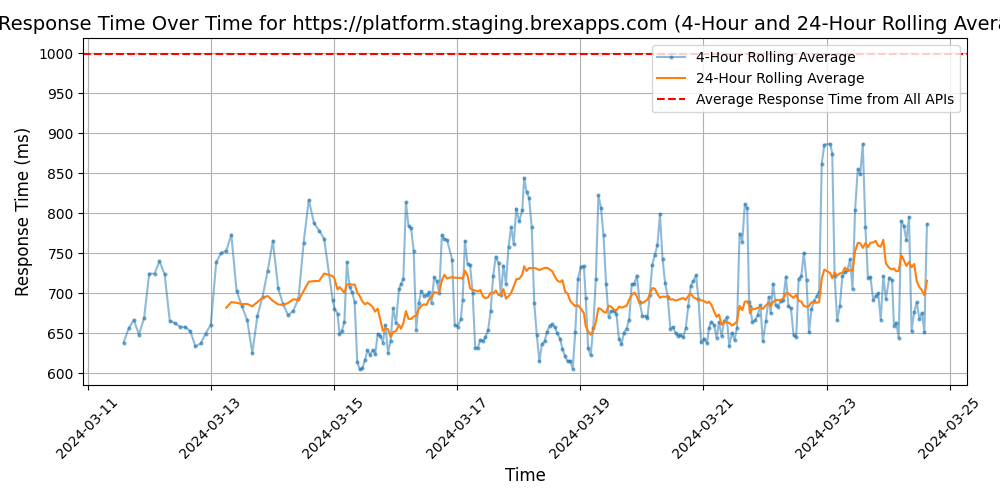 Response Time Over Time for https://platform.staging.brexapps.com (4-Hour and 24-Hour Rolling Avera
4-Hour Rolling Average
24-Hour Rolling Average
Average Response Time from All APIs
Response Time (ms)
1000
950
900
850
800
750
700
650
600
2024-03-11
2024-03-13
2024-03-15
2024-03-17
2024-03-19
2024-03-21
2024-03-23
2024-03-25
Time